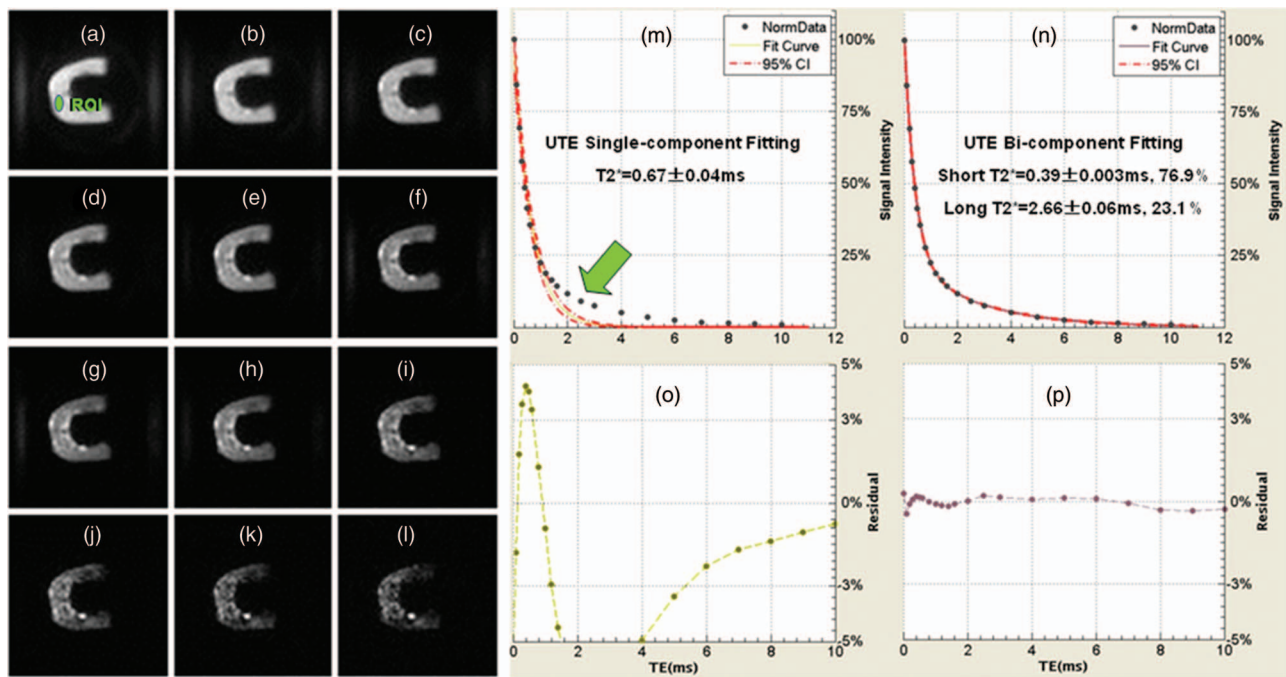 (a)
(b)
(c)
ROI
(d)
(e)
(f)
(g)
(h)
(i)
(j)
(k)
(l)
(m)
NormData
Fit Curve
95% CI
UTE Single-component Fitting
T2*=0.67±0.04ms
100%
75%
50%
25%
Signal Intensity
0 2 4 6 8 10 12
(n)
NormData
Fit Curve
95% CI
UTE Bi-component Fitting
Short T2*=0.39±0.003ms, 76.9%
Long T2*=2.66±0.06ms, 23.1%
100%
75%
50%
25%
Signal Intensity
0 2 4 6 8 10 12
(o)
5%
3%
0%
-3%
-5%
Residual
0 2 4 6 8 10
TE(ms)
(p)
5%
3%
0%
-3%
-5%
Residual
0 2 4 6 8 10
TE(ms)